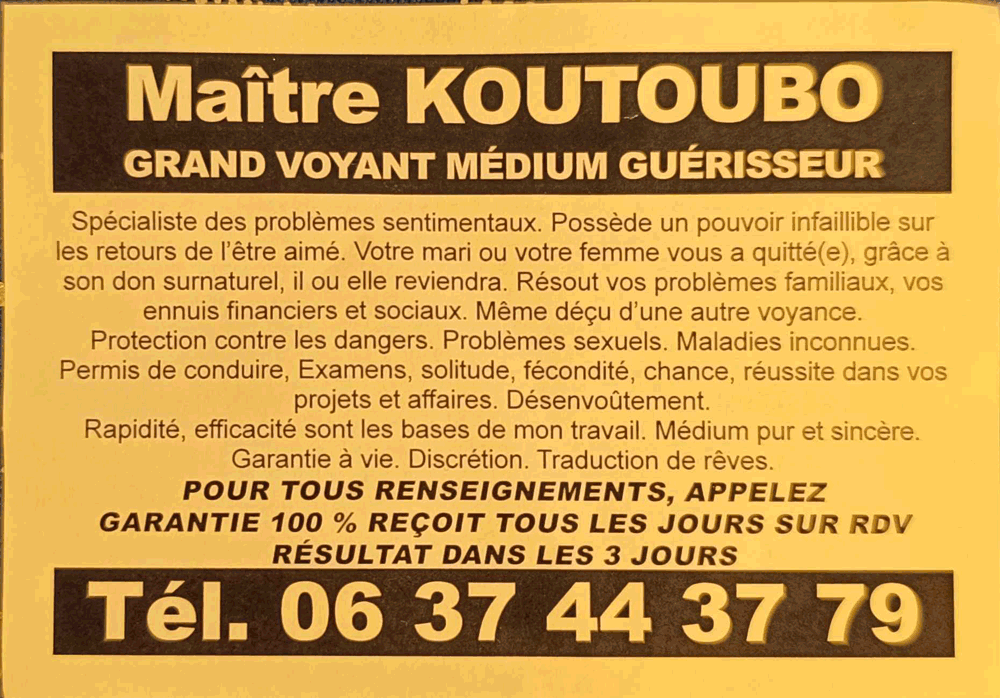 Maître KOUTOUBO
GRAND VOYANT MÉDIUM GUÉRISSEUR
Spécialiste des problèmes sentimentaux. Possède un pouvoir infaillible sur
les retours de l'être aimé. Votre mari ou votre femme vous a quitté(e), grâce à
son don surnaturel, il ou elle reviendra. Résout vos problèmes familiaux, vos
ennuis financiers et sociaux. Même déçu d'une autre voyance.
Protection contre les dangers. Problèmes sexuels. Maladies inconnues.
Permis de conduire, Examens, solitude, fécondité, chance, réussite dans vos
projets et affaires. Désenvoûtement.
Rapidité, efficacité sont les bases de mon travail. Médium pur et sincère.
Garantie à vie. Discrétion. Traduction de rêves.
POUR TOUS RENSEIGNEMENTS, APPELEZ
GARANTIE 100 % REÇOIT TOUS LES JOURS SUR RDV
RÉSULTAT DANS LES 3 JOURS
Tél. 06 37 44 37 79